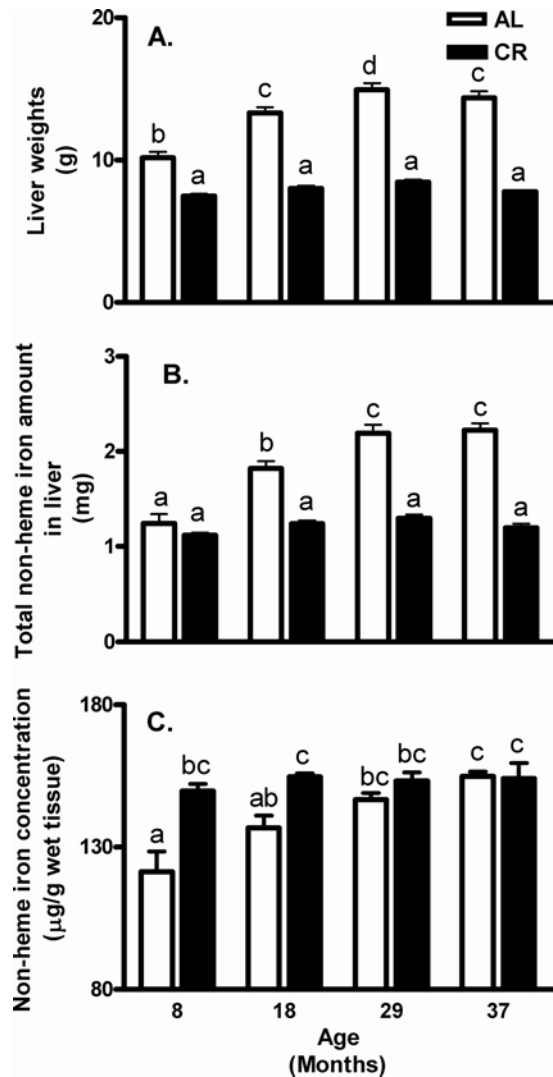 20
A.
AL
CR
d
c
c
b
a
a
a
a
10
0
Liver weights
(g)
3
B.
c
c
b
a
a
a
a
a
2
1
0
Total non-heme iron amount
in liver
(mg)
180
C.
bc
c
bc
bc
c
c
ab
a
130
80
Non-heme iron concentration
(µg/g wet tissue)
8
18
29
37
Age
(Months)